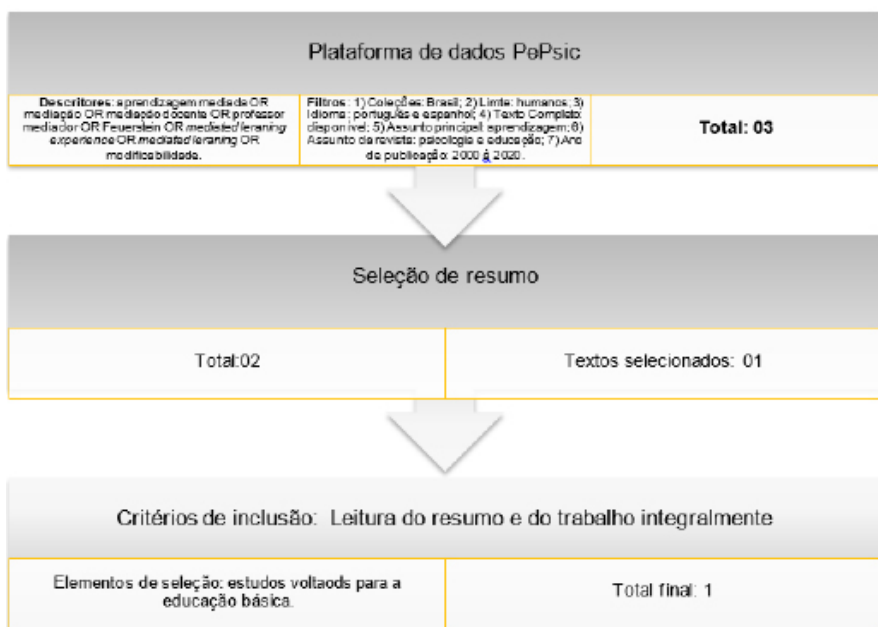 Plataforma de dados PePsic
Descritores: aprendizagem mediada OR
mediação OR mediação docente OR professor
mediador OR Feuerstein OR mediated leraning
experience OR mediated leraning OR
modificabilidade.
Filtros: 1) Coleções: Brasil; 2) Limite: humanos; 3)
Idioma: português e espanhol; 4) Texto Completo:
disponível; 5) Assunto principal: aprendizagem; 6)
Assunto da revista: psicologia e educação; 7) Ano
de publicação: 2000 á 2020.
Total: 03
Seleção de resumo
Total:02
Textos selecionados: 01
Critérios de inclusão: Leitura do resumo e do trabalho integralmente
Elementos de seleção: estudos voltaods para a
educação básica.
Total final: 1